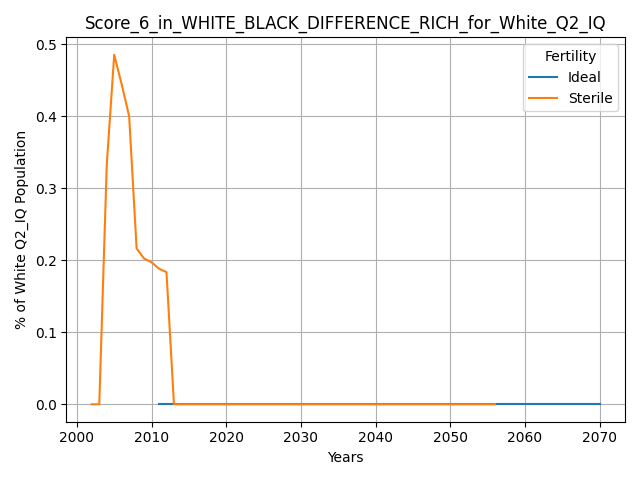 Score_6_in_WHITE_BLACK_DIFFERENCE_RICH_for_White_Q2_IQ
Fertility
Ideal
Sterile
% of White Q2_IQ Population
0.5
0.4
0.3
0.2
0.1
0.0
2000 2010 2020 2030 2040 2050 2060 2070
Years